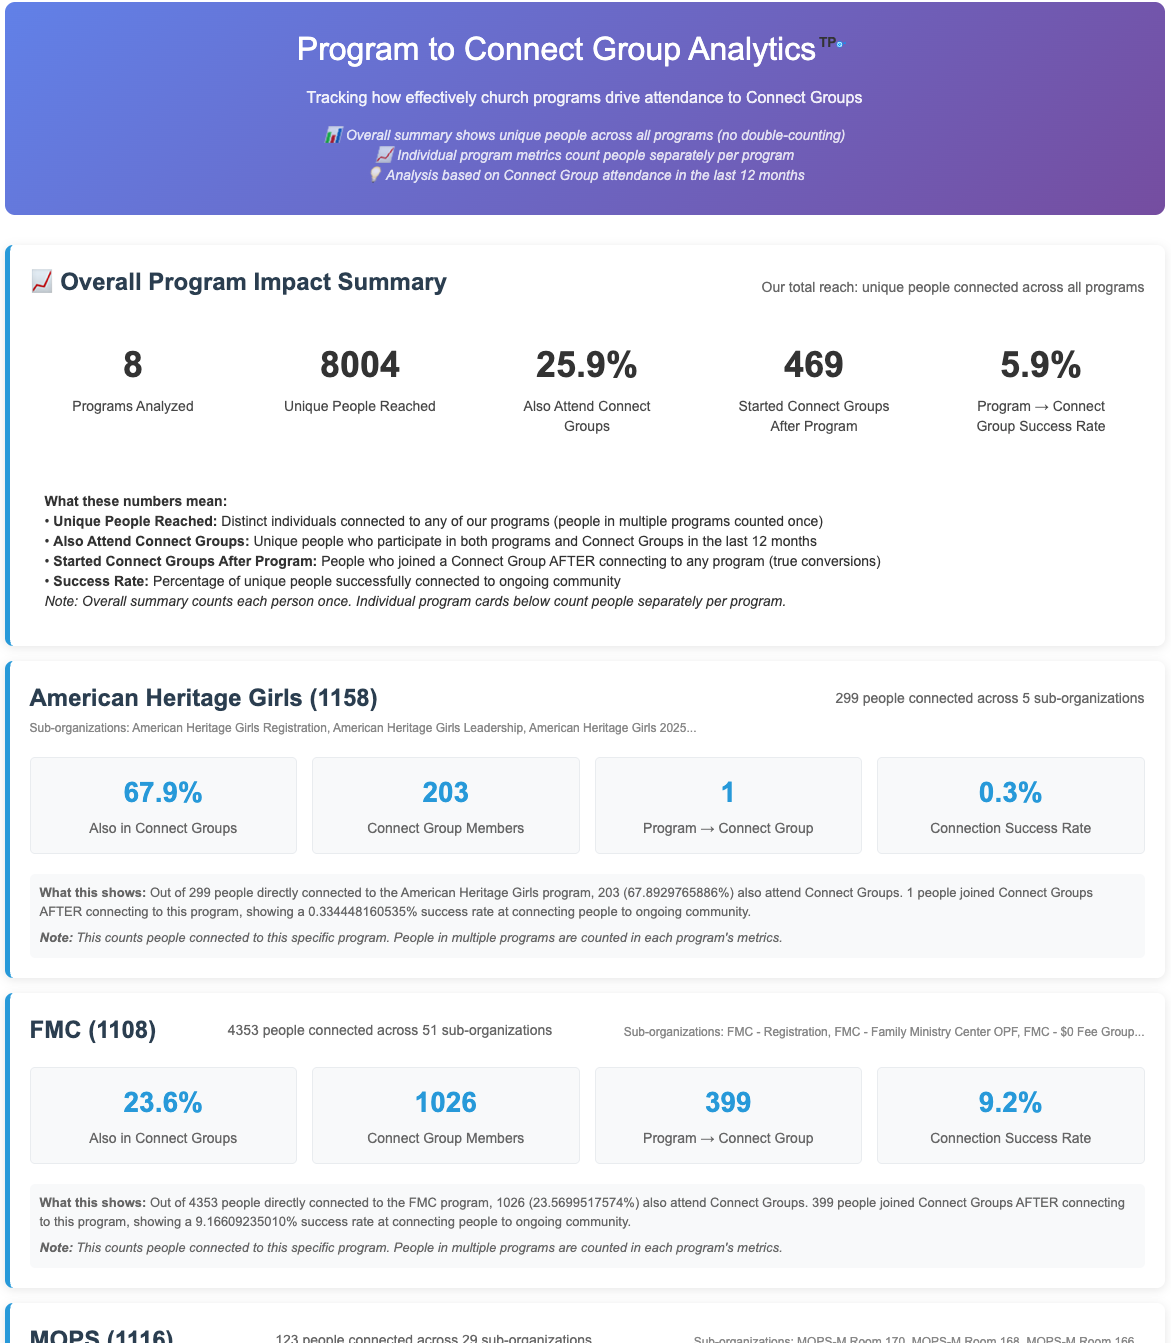 Program to Connect Group Analytics TP
Tracking how effectively church programs drive attendance to Connect Groups
📊 Overall summary shows unique people across all programs (no double-counting)
📈 Individual program metrics count people separately per program
💡 Analysis based on Connect Group attendance in the last 12 months
📈 Overall Program Impact Summary
Our total reach: unique people connected across all programs
8
Programs Analyzed
8004
Unique People Reached
25.9%
Also Attend Connect
Groups
469
Started Connect Groups
After Program
5.9%
Program → Connect
Group Success Rate
What these numbers mean:
• Unique People Reached: Distinct individuals connected to any of our programs (people in multiple programs counted once)
• Also Attend Connect Groups: Unique people who participate in both programs and Connect Groups in the last 12 months
• Started Connect Groups After Program: People who joined a Connect Group AFTER connecting to any program (true conversions)
• Success Rate: Percentage of unique people successfully connected to ongoing community
Note: Overall summary counts each person once. Individual program cards below count people separately per program.
American Heritage Girls (1158)
299 people connected across 5 sub-organizations
Sub-organizations: American Heritage Girls Registration, American Heritage Girls Leadership, American Heritage Girls 2025...
67.9%
Also in Connect Groups
203
Connect Group Members
1
Program → Connect Group
0.3%
Connection Success Rate
What this shows: Out of 299 people directly connected to the American Heritage Girls program, 203 (67.8929765886%) also attend Connect Groups. 1 people joined Connect Groups
AFTER connecting to this program, showing a 0.334448160535% success rate at connecting people to ongoing community.
Note: This counts people connected to this specific program. People in multiple programs are counted in each program's metrics.
FMC (1108)
4353 people connected across 51 sub-organizations
Sub-organizations: FMC - Registration, FMC - Family Ministry Center OPF, FMC - $0 Fee Group...
23.6%
Also in Connect Groups
1026
Connect Group Members
399
Program → Connect Group
9.2%
Connection Success Rate
What this shows: Out of 4353 people directly connected to the FMC program, 1026 (23.5699517574%) also attend Connect Groups. 399 people joined Connect Groups AFTER connecting
to this program, showing a 9.16609235010% success rate at connecting people to ongoing community.
Note: This counts people connected to this specific program. People in multiple programs are counted in each program's metrics.
MOPS (1116)
123 people connected across 29 sub-organizations
Sub-organizations: MOPS-M Room 170, MOPS-M Room 168, MOPS-M Room 166...